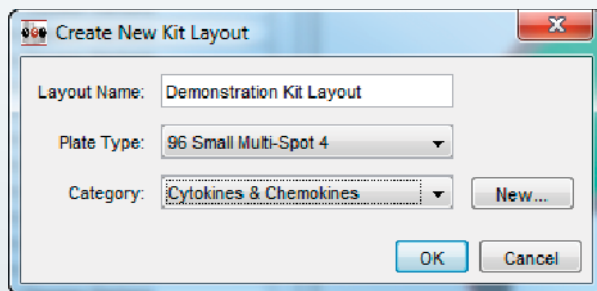 Create New Kit Layout
Layout Name: Demonstration Kit Layout
Plate Type: 96 Small Multi-Spot 4
Category: Cytokines & Chemokines New...
OK Cancel